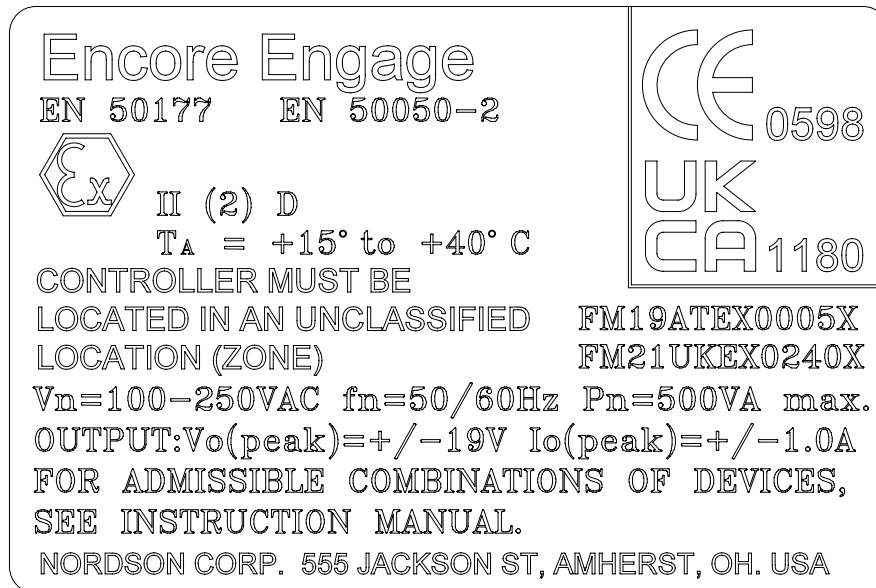 Encore Engage
EN 50177 EN 50050-2
CE 0598
Ex
II (2) D
UK
CA 1180
TA = +15° to +40° C
CONTROLLER MUST BE
LOCATED IN AN UNCLASSIFIED
LOCATION (ZONE)
FM19ATEX0005X
FM21UKEX0240X
Vn=100-250VAC fn=50/60Hz Pn=500VA max.
OUTPUT:Vo(peak)=+/-19V Io(peak)=+/-1.0A
FOR ADMISSIBLE COMBINATIONS OF DEVICES,
SEE INSTRUCTION MANUAL.
NORDSON CORP. 555 JACKSON ST, AMHERST, OH. USA